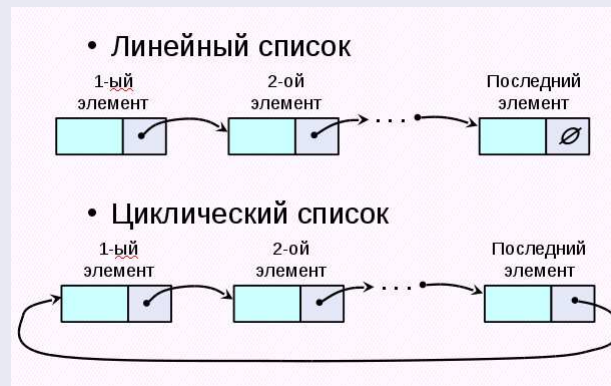 • Линейный список
1-ый 2-ой Последний
элемент элемент элемент
. . .
Ø
• Циклический список
1-ый 2-ой Последний
элемент элемент элемент
. . .